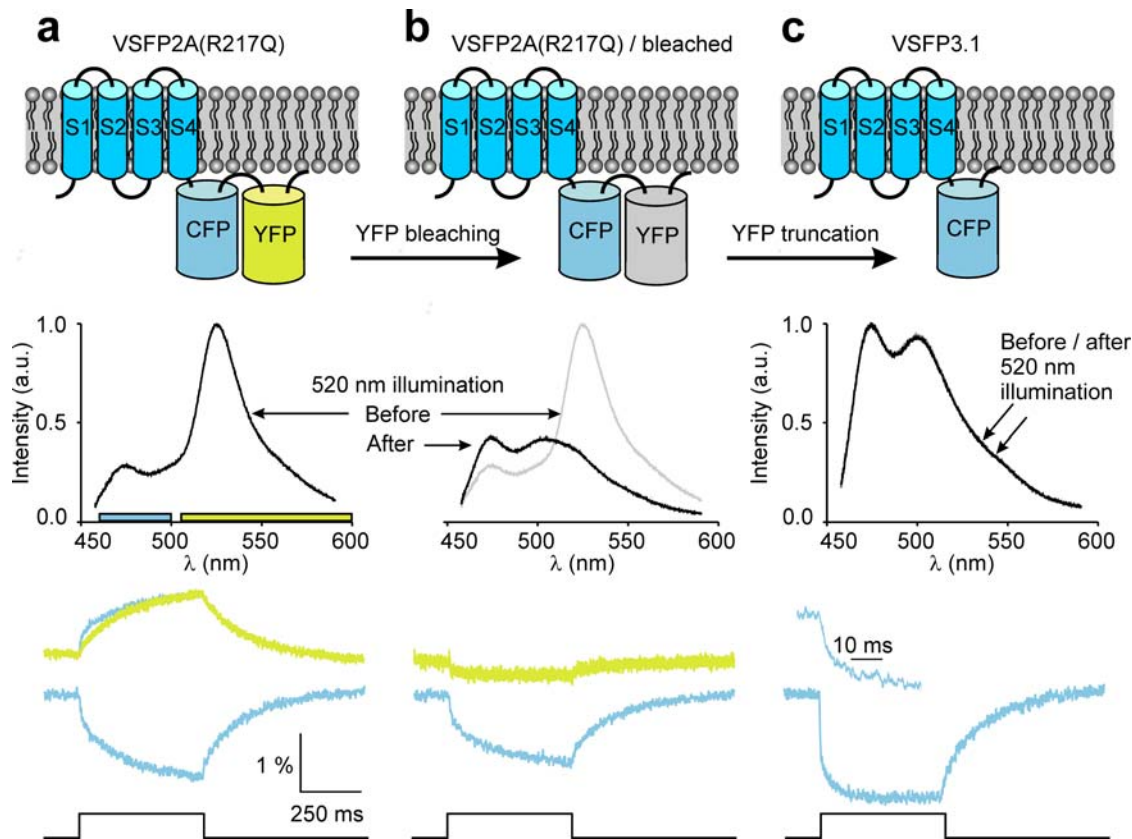 a
VSFP2A(R217Q)
S1 S2 S3 S4
CFP YFP
YFP bleaching
b
VSFP2A(R217Q) / bleached
S1 S2 S3 S4
CFP YFP
YFP truncation
c
VSFP3.1
S1 S2 S3 S4
CFP
Intensity (a.u.)
1.0
0.5
0.0
450 500 550 600
λ (nm)
520 nm illumination
Before
After
450 500 550 600
λ (nm)
Intensity (a.u.)
1.0
0.5
0.0
Before / after
520 nm
illumination
450 500 550 600
λ (nm)
1 %
250 ms
10 ms